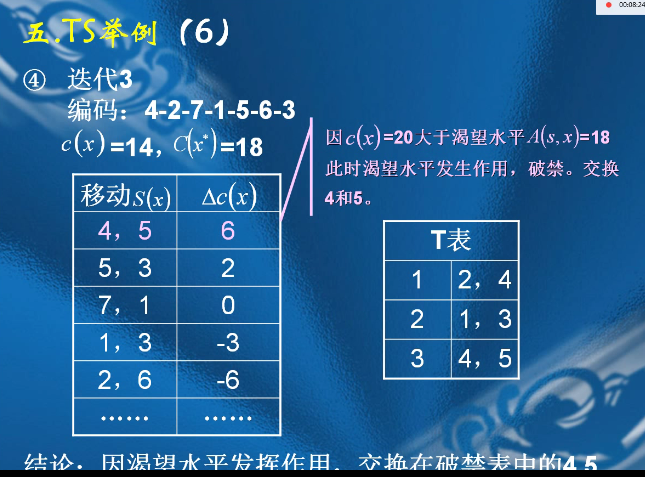 00:08:24
五.TS举例（6）
④ 迭代3
编码：4-2-7-1-5-6-3
c(x)=14，C(x*)=18
因c(x)=20大于渴望水平A(s,x)=18
此时渴望水平发生作用，破禁。交换
4和5。
移动S(x) Δc(x)
4，5 6
5，3 2
7，1 0
1，3 -3
2，6 -6
…… ……
T表
1 2，4
2 1，3
3 4，5
结论：因渴望水平发挥作用，交换在破禁表中的4,5